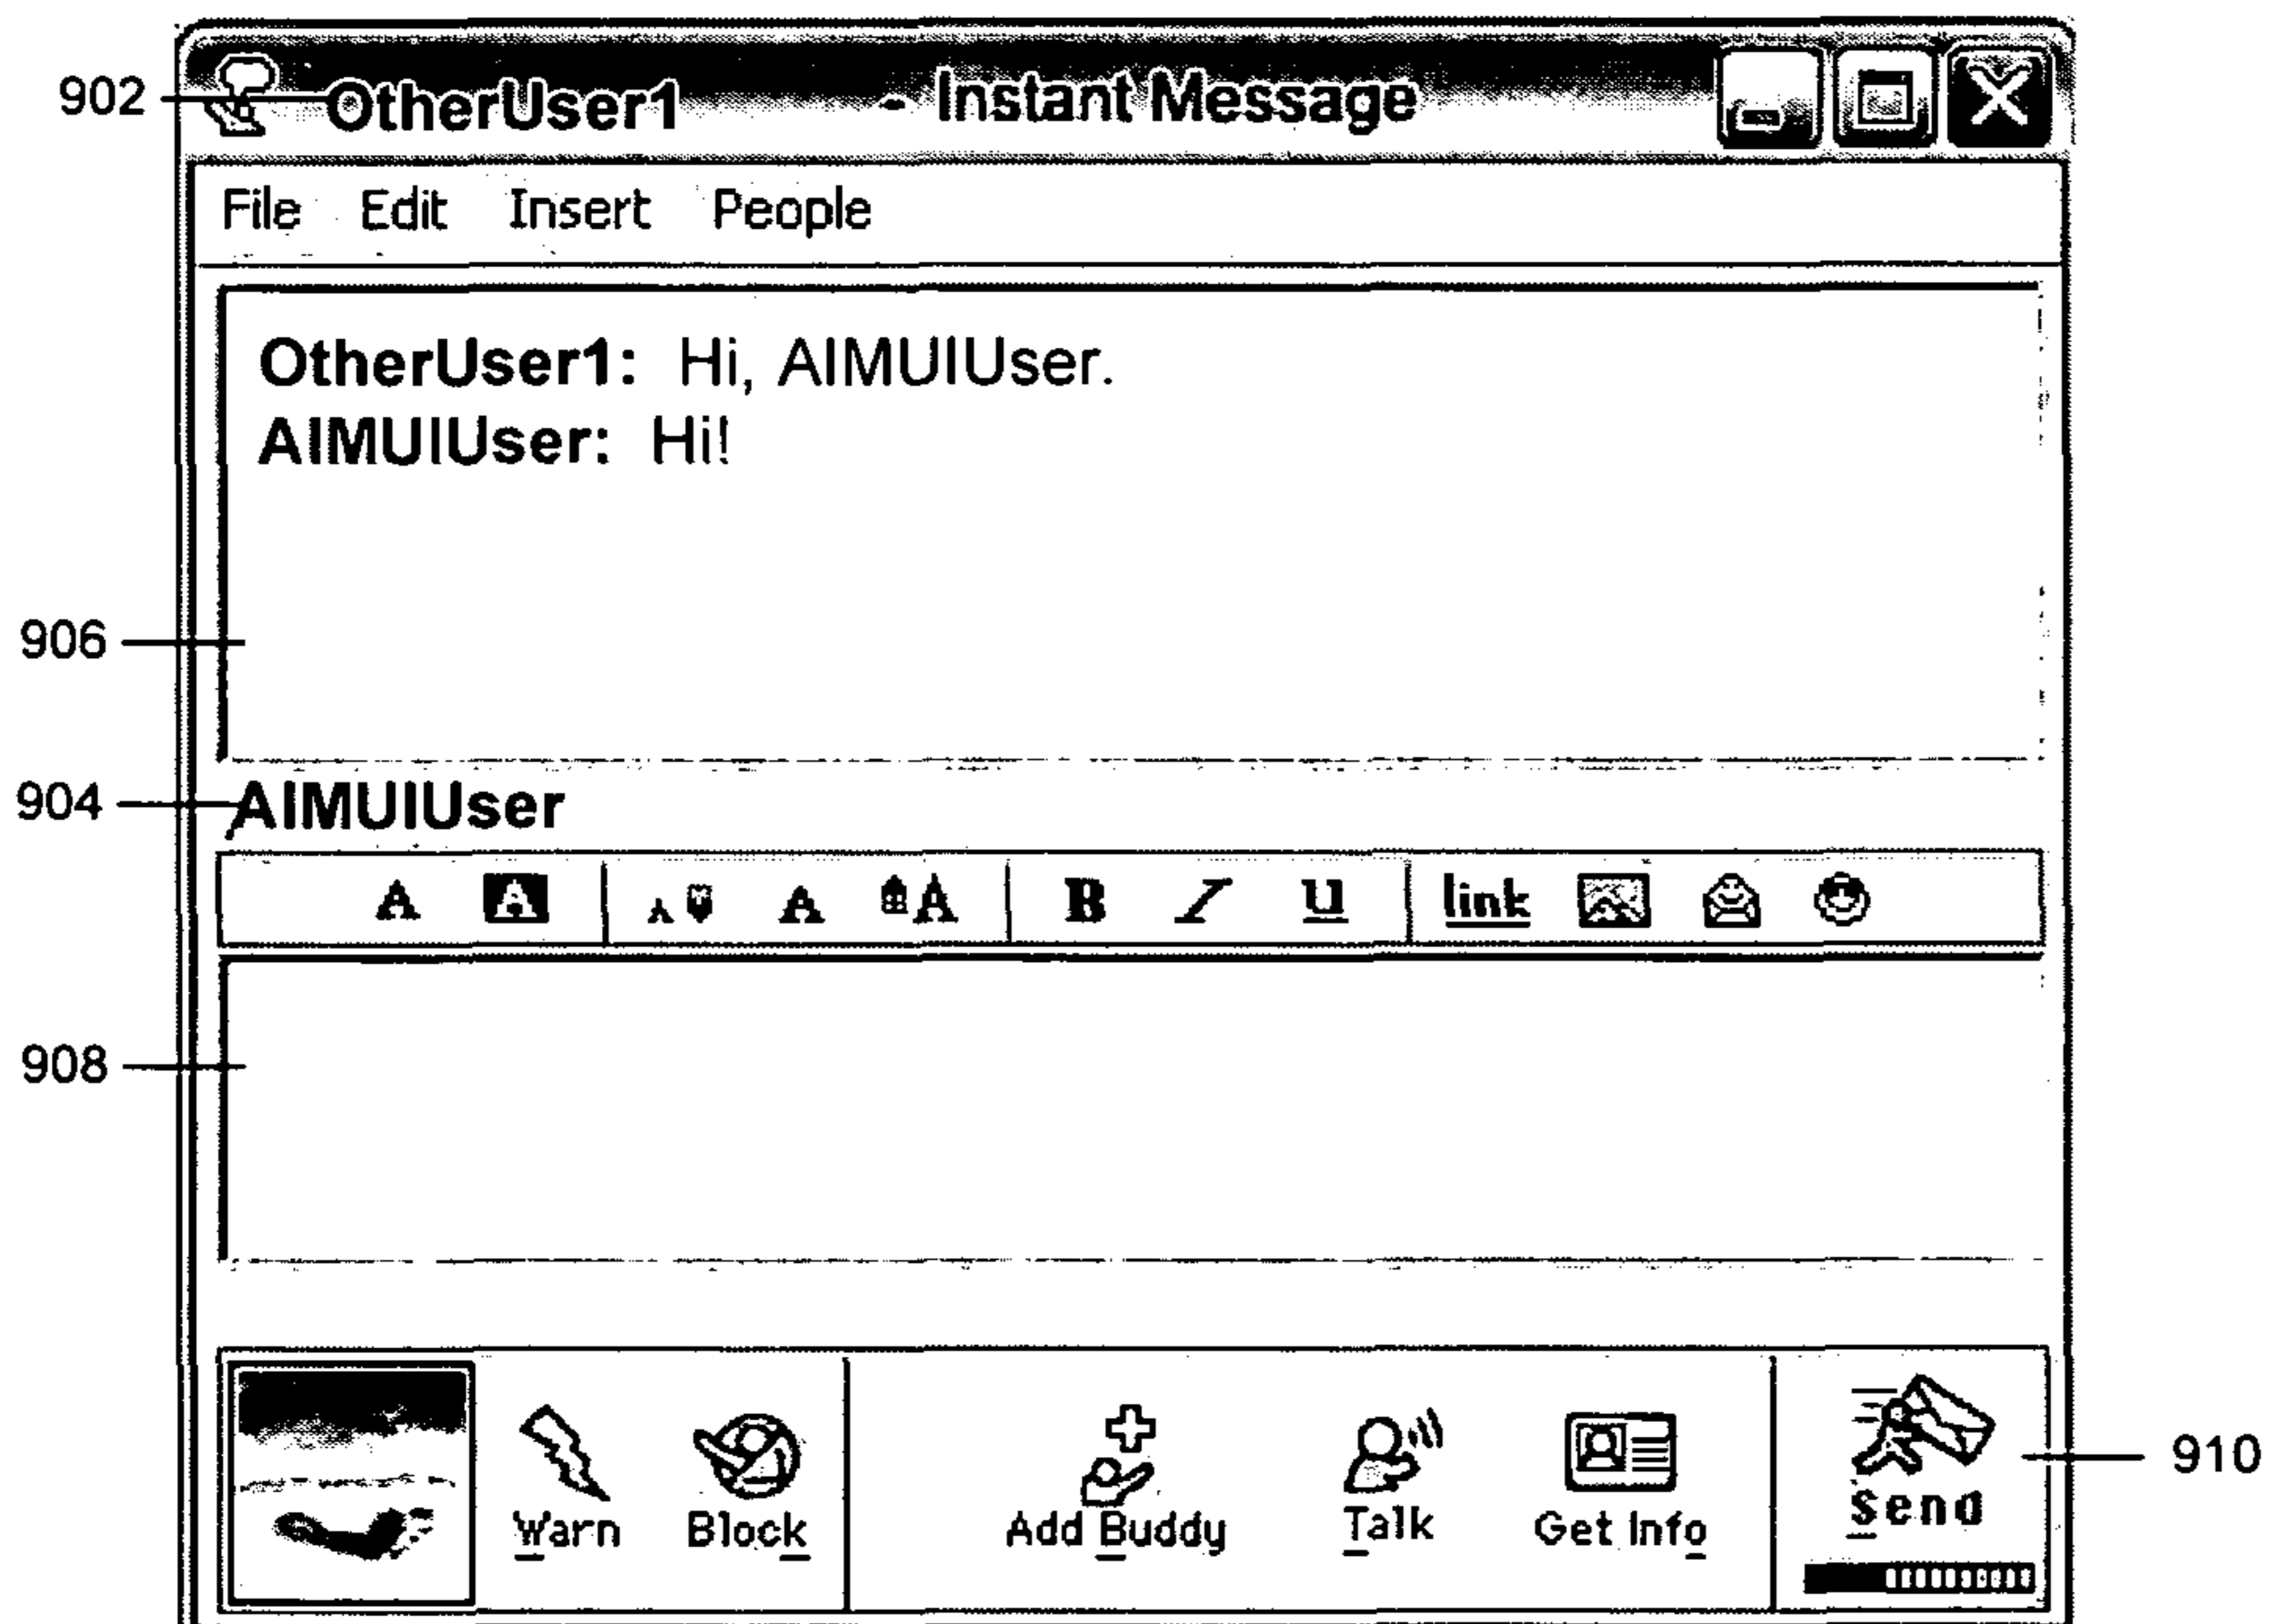 902 OtherUser1 - Instant Message
File Edit Insert People
OtherUser1: Hi, AIMUIUser.
AIMUIUser: Hi!
906
904 AIMUIUser
A A A A A B I U link
908
Warn Block Add Buddy Talk Get Info Send 910